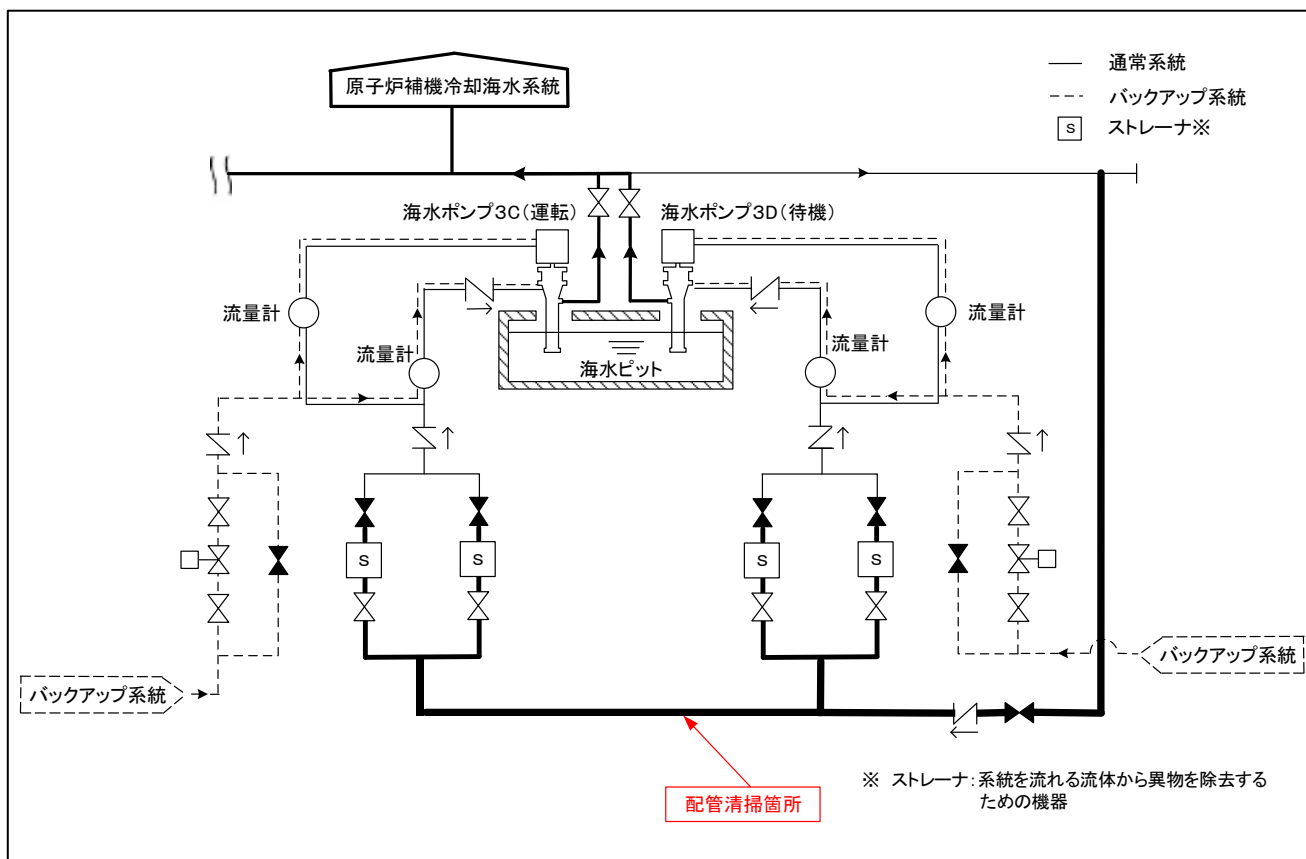 原子炉補機冷却海水系統
通常系統
バックアップ系統
S
ストレーナ※
海水ポンプ3C(運転)
海水ポンプ3D(待機)
流量計
流量計
海水ピット
流量計
流量計
S
S
S
S
バックアップ系統
バックアップ系統
配管清掃箇所
※ ストレーナ:系統を流れる流体から異物を除去する
ための機器